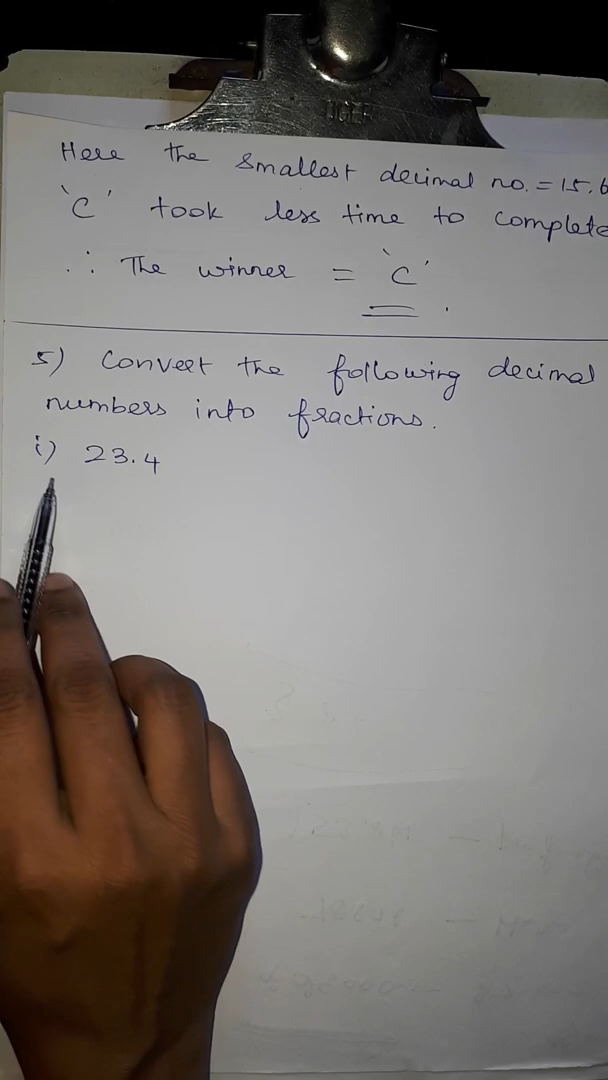 TIGER
Here the smallest decimal no. = 15.6
'C' took less time to complete
∴ The winner = 'C'.
5) Convert the following decimal
numbers into fractions.
i) 23.4